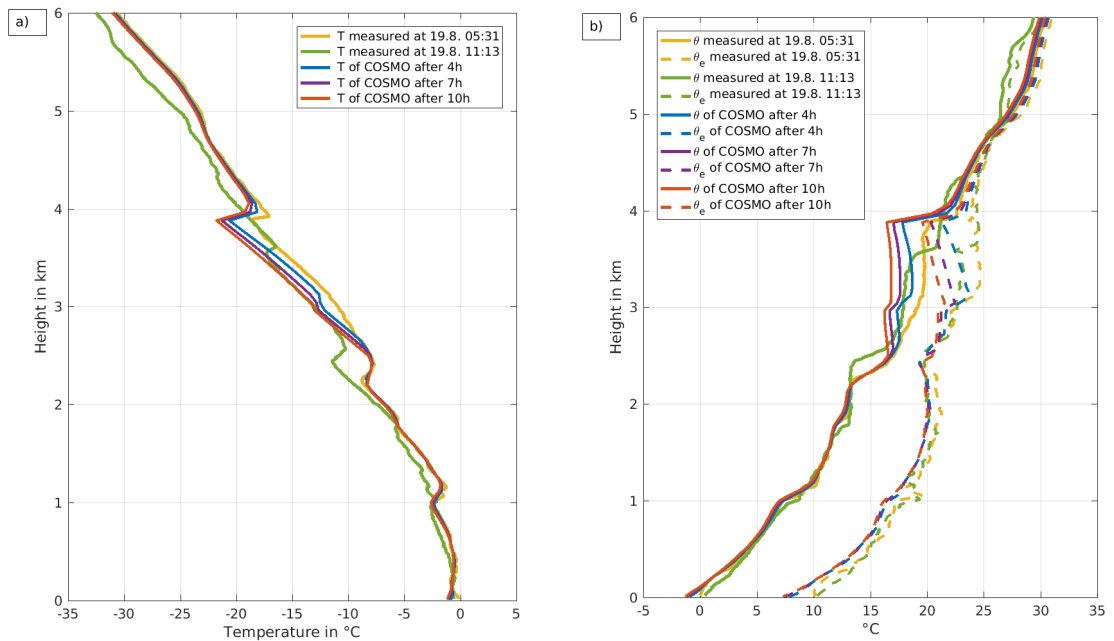 a)
6
5
4
3
2
1
0
Height in km
-35
-30
-25
-20
-15
-10
-5
0
5
Temperature in °C
T measured at 19.8. 05:31
T measured at 19.8. 11:13
T of COSMO after 4h
T of COSMO after 7h
T of COSMO after 10h
b)
6
5
4
3
2
1
0
Height in km
-5
0
5
10
15
20
25
30
35
°C
θ measured at 19.8. 05:31
θe measured at 19.8. 05:31
θ measured at 19.8. 11:13
θe measured at 19.8. 11:13
θ of COSMO after 4h
θe of COSMO after 4h
θ of COSMO after 7h
θe of COSMO after 7h
θ of COSMO after 10h
θe of COSMO after 10h